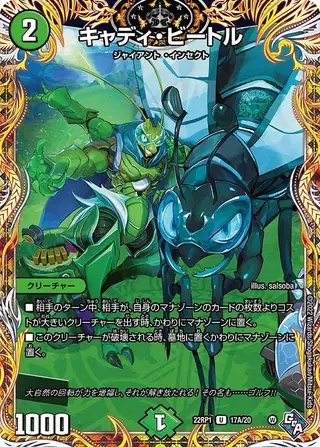 2
キャディ・ビートル
ジャイアント・インセクト
クリーチャー
illus. salsoba
■相手のターン中、相手が、自身のマナゾーンのカードの枚数よりコス
トが大きいクリーチャーを出す時、かわりにマナゾーンに置く。
■このクリーチャーが破壊される時、墓地に置くかわりにマナゾーンに置く。
大自然の回転が力を増幅し、それが解き放たれる!その名も……ゴルフ!!
1000
1
22RP1 U 17A/20
W